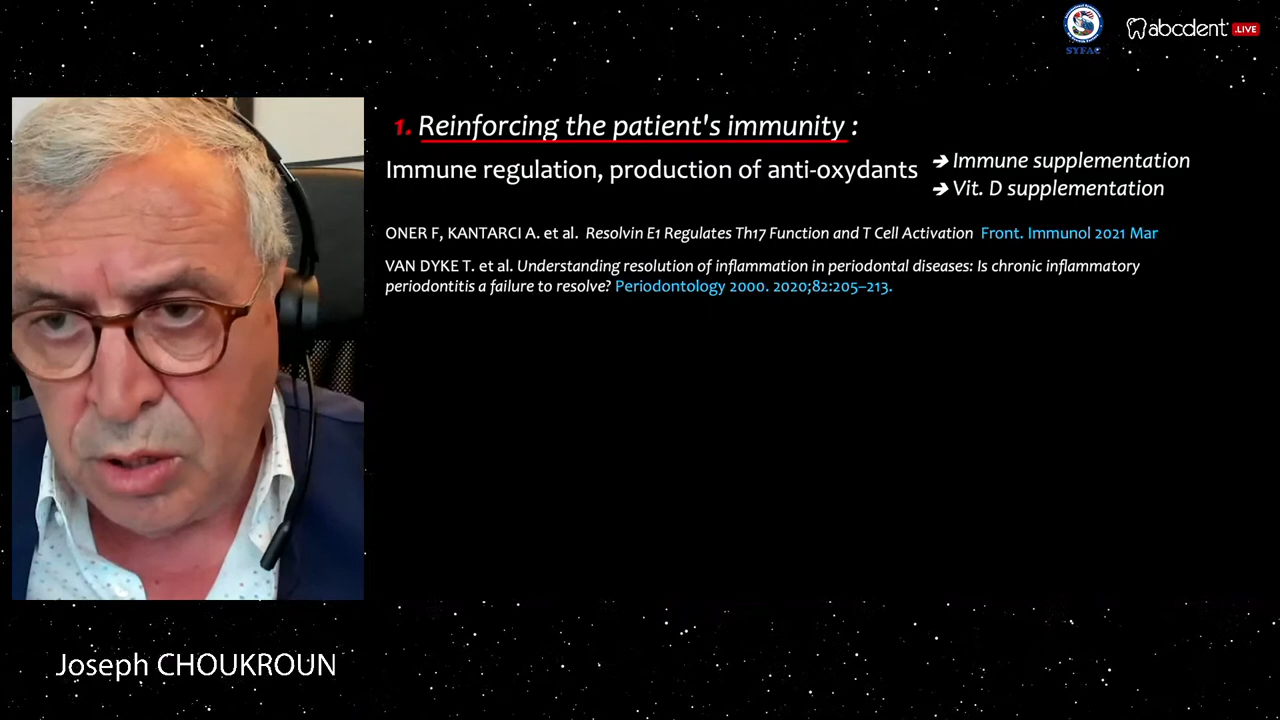 SYFAC
abcdent .LIVE
1. Reinforcing the patient's immunity :
Immune regulation, production of anti-oxydants
➔ Immune supplementation
➔ Vit. D supplementation
ONER F, KANTARCI A. et al. Resolvin E1 Regulates Th17 Function and T Cell Activation Front. Immunol 2021 Mar
VAN DYKE T. et al. Understanding resolution of inflammation in periodontal diseases: Is chronic inflammatory
periodontitis a failure to resolve? Periodontology 2000. 2020;82:205–213.
Joseph CHOUKROUN